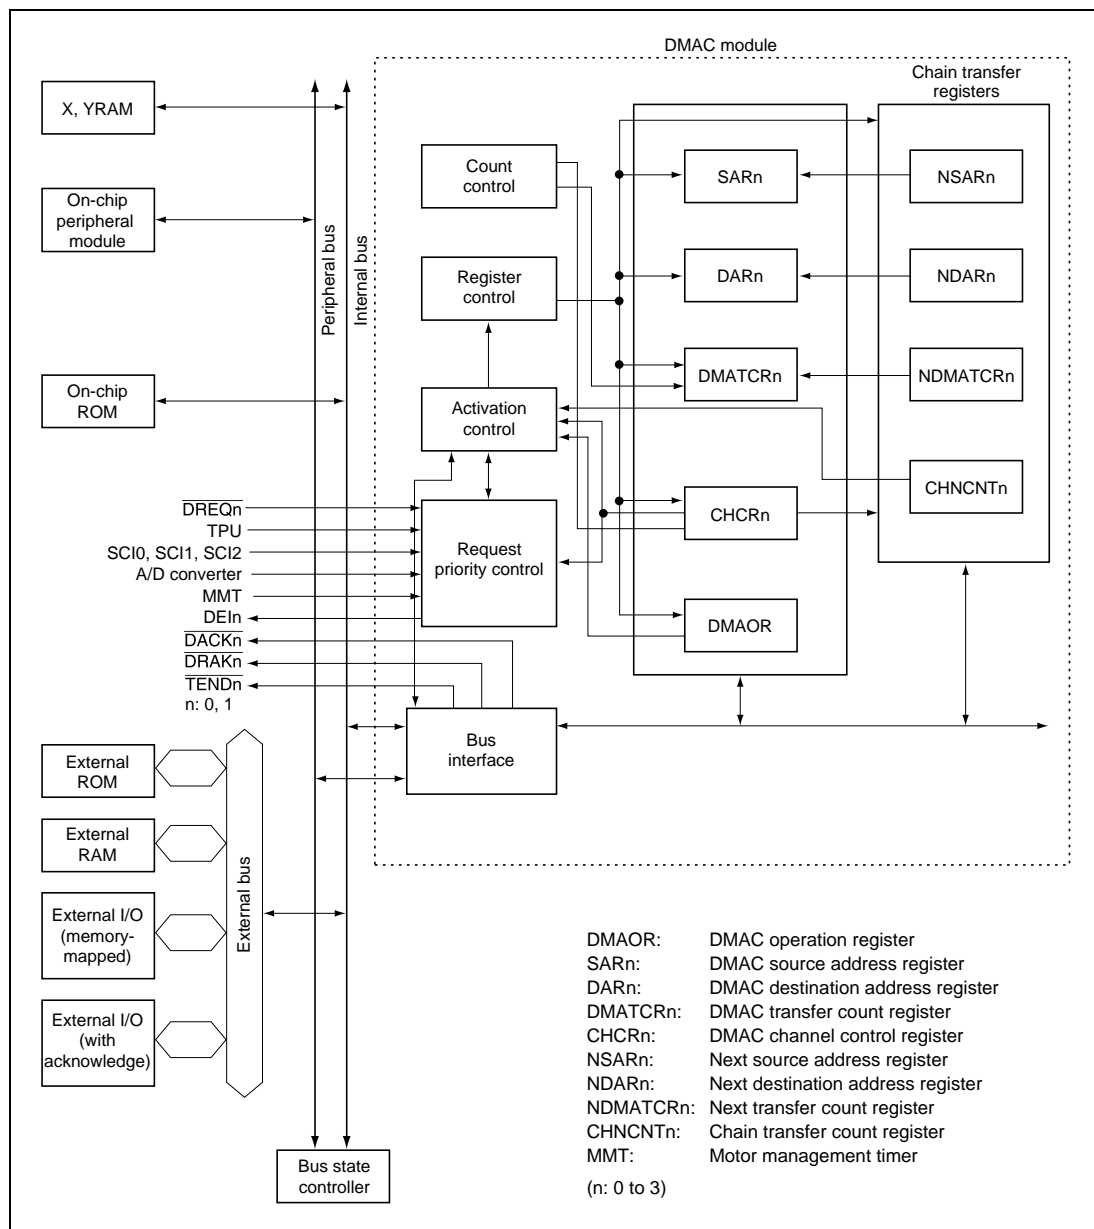 DMAC module
Chain transfer
registers
X, YRAM
On-chip
peripheral
module
On-chip
ROM
Peripheral bus
Internal bus
Count
control
Register
control
Activation
control
Request
priority control
Bus
interface
SARn
DARn
DMATCRn
CHCRn
DMAOR
NSARn
NDARn
NDMATCRn
CHNCNTn
DREQn
TPU
SCI0, SCI1, SCI2
A/D converter
MMT
DEIn
DACKn
DRAKn
TENDn
n: 0, 1
External
ROM
External
RAM
External I/O
(memory-
mapped)
External I/O
(with
acknowledge)
External bus
Bus state
controller
DMAOR: DMAC operation register
SARn: DMAC source address register
DARn: DMAC destination address register
DMATCRn: DMAC transfer count register
CHCRn: DMAC channel control register
NSARn: Next source address register
NDARn: Next destination address register
NDMATCRn: Next transfer count register
CHNCNTn: Chain transfer count register
MMT: Motor management timer
(n: 0 to 3)